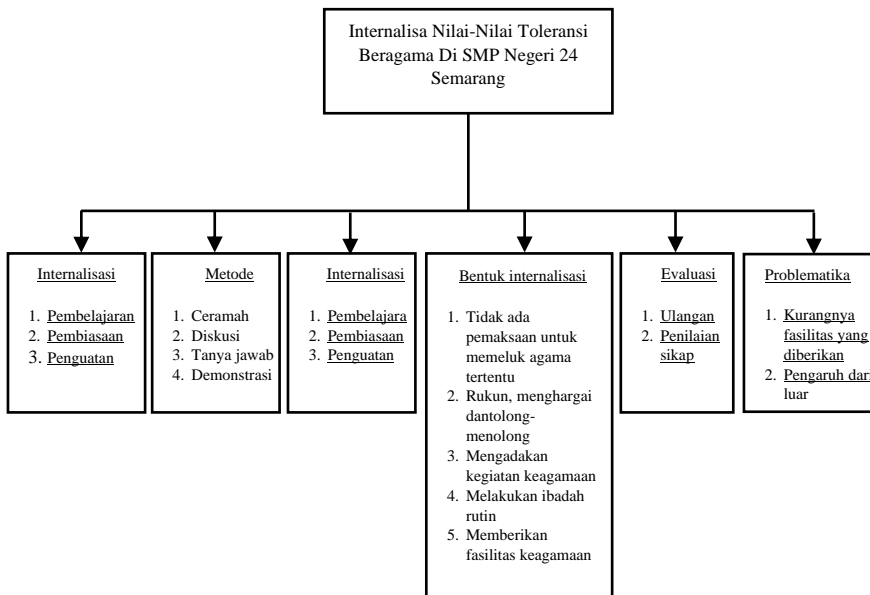 Internalisa Nilai-Nilai Toleransi
Beragama Di SMP Negeri 24
Semarang
Internalisasi
1. Pembelajaran
2. Pembiasaan
3. Penguatan
Metode
1. Ceramah
2. Diskusi
3. Tanya jawab
4. Demonstrasi
Internalisasi
1. Pembelajara
2. Pembiasaan
3. Penguatan
Bentuk internalisasi
1. Tidak ada
pemaksaan untuk
memeluk agama
tertentu
2. Rukun, menghargai
dantolong-
menolong
3. Mengadakan
kegiatan keagamaan
4. Melakukan ibadah
rutin
5. Memberikan
fasilitas keagamaan
Evaluasi
1. Ulangan
2. Penilaian
sikap
Problematika
1. Kurangnya
fasilitas yang
diberikan
2. Pengaruh dar
luar